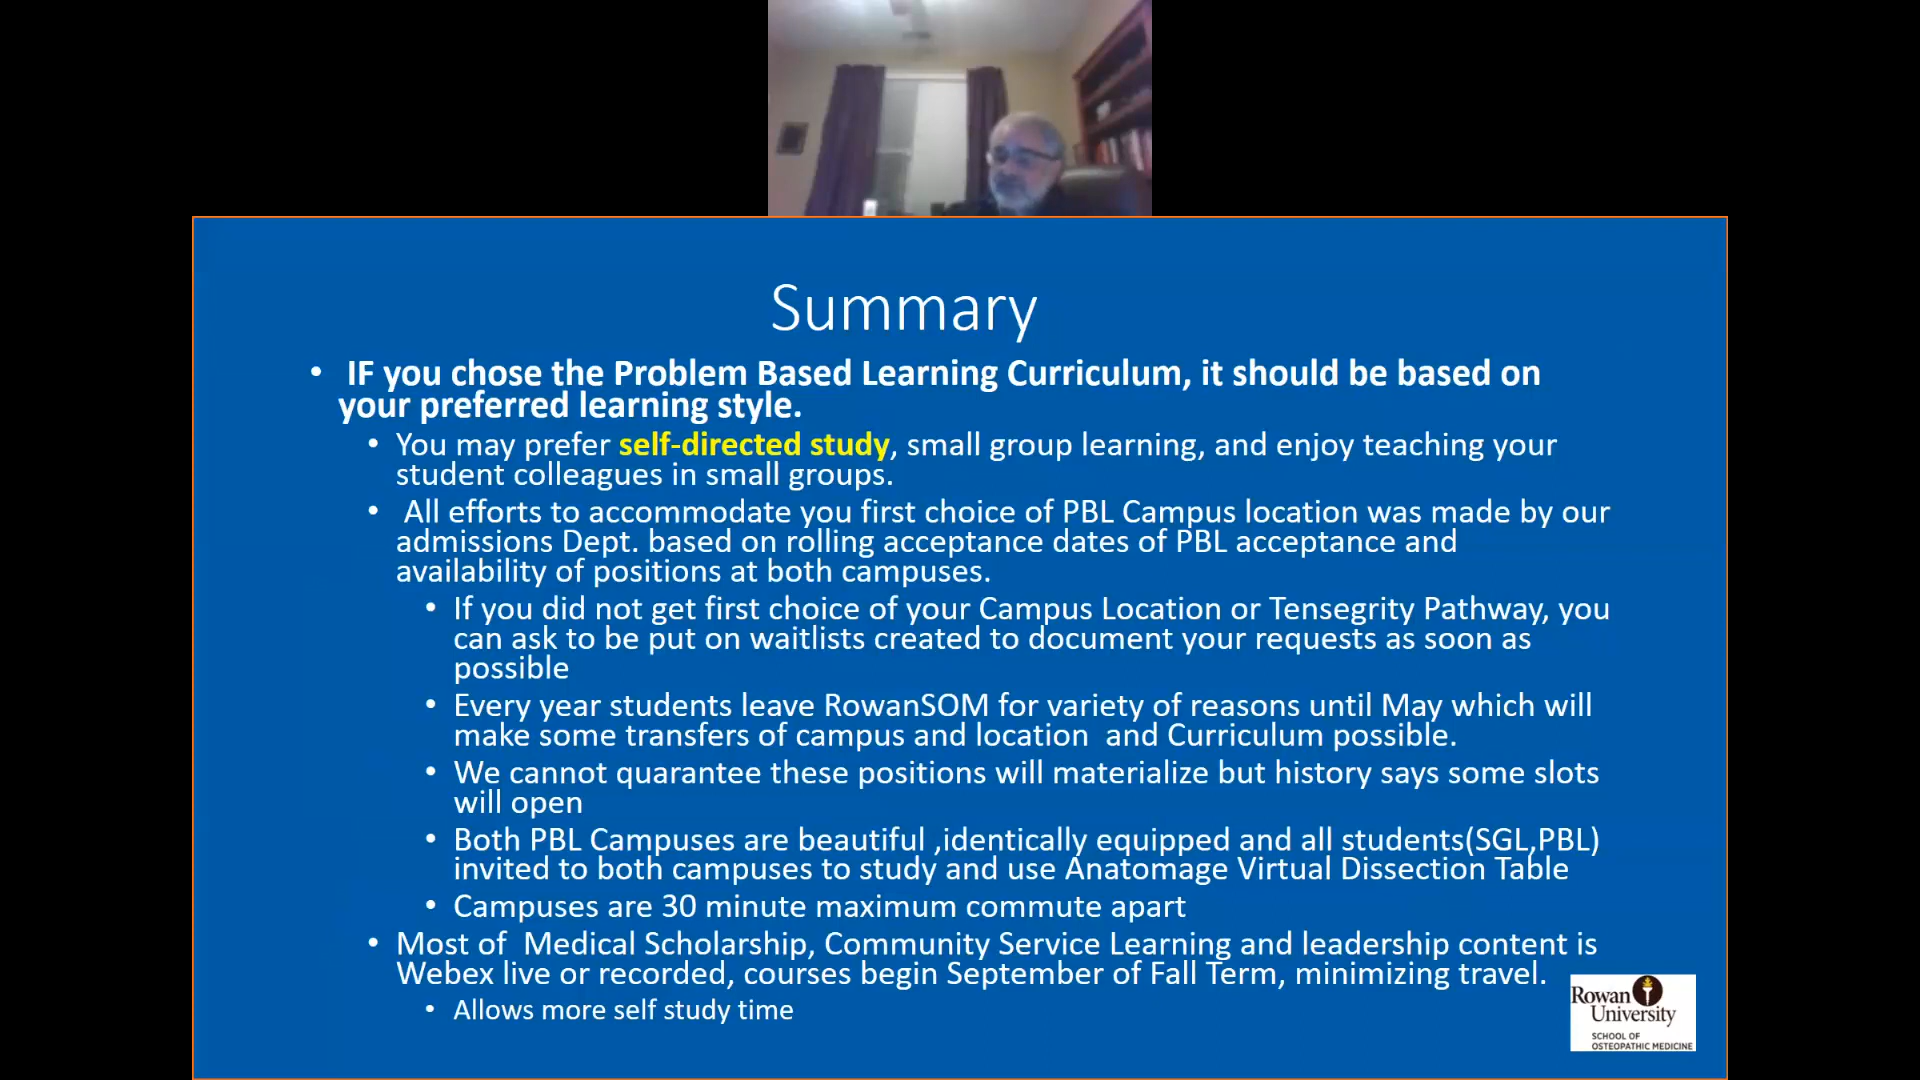 Summary
• IF you chose the Problem Based Learning Curriculum, it should be based on
your preferred learning style.
• You may prefer self-directed study, small group learning, and enjoy teaching your
student colleagues in small groups.
• All efforts to accommodate you first choice of PBL Campus location was made by our
admissions Dept. based on rolling acceptance dates of PBL acceptance and
availability of positions at both campuses.
• If you did not get first choice of your Campus Location or Tensegrity Pathway, you
can ask to be put on waitlists created to document your requests as soon as
possible
• Every year students leave RowanSOM for variety of reasons until May which will
make some transfers of campus and location and Curriculum possible.
• We cannot quarantee these positions will materialize but history says some slots
will open
• Both PBL Campuses are beautiful ,identically equipped and all students(SGL,PBL)
invited to both campuses to study and use Anatomage Virtual Dissection Table
• Campuses are 30 minute maximum commute apart
• Most of Medical Scholarship, Community Service Learning and leadership content is
Webex live or recorded, courses begin September of Fall Term, minimizing travel.
• Allows more self study time
Rowan
University
SCHOOL OF
OSTEOPATHIC MEDICINE